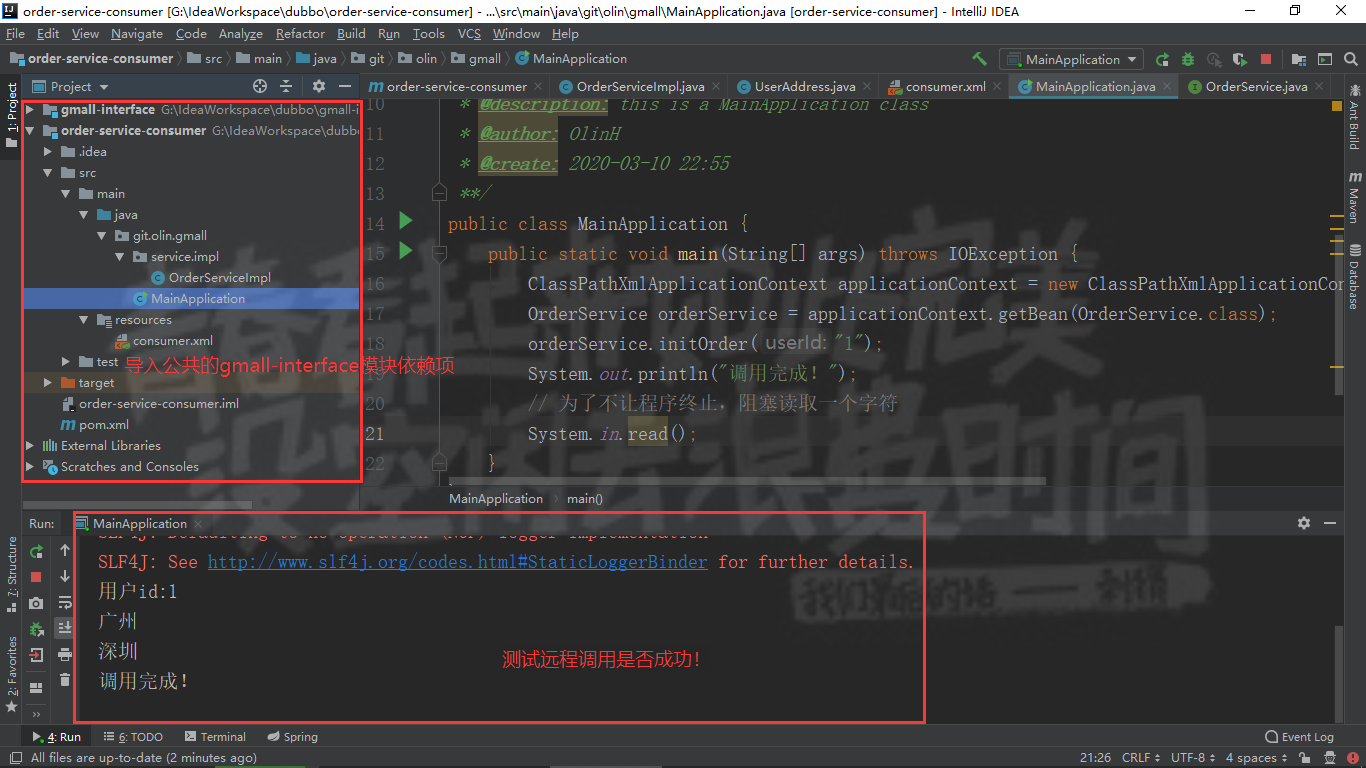 order-service-consumer [G:\IdeaWorkspace\dubbo\order-service-consumer] - ...\src\main\java\git\olin\gmall\MainApplication.java [order-service-consumer] - IntelliJ IDEA
File Edit View Navigate Code Analyze Refactor Build Run Tools VCS Window Help
order-service-consumer src main java git olin gmall MainApplication
MainApplication
1: Project
Project
order-service-consumer
OrderServiceImpl.java
UserAddress.java
consumer.xml
MainApplication.java
OrderService.java
gmall-interface G:\IdeaWorkspace\dubbo\gmall-i
order-service-consumer G:\IdeaWorkspace\dubbo
.idea
src
main
java
git.olin.gmall
service.impl
OrderServiceImpl
MainApplication
resources
consumer.xml
test
导入公共的gmall-interface模块依赖项
target
order-service-consumer.iml
pom.xml
External Libraries
Scratches and Consoles
10 * @description: this is a MainApplication class
11 * @author: OlinH
12 * @create: 2020-03-10 22:55
13 **/
14 public class MainApplication {
15 public static void main(String[] args) throws IOException {
16 ClassPathXmlApplicationContext applicationContext = new ClassPathXmlApplicationCon
17 OrderService orderService = applicationContext.getBean(OrderService.class);
18 orderService.initOrder( userId: "1");
19 System.out.println("调用完成!");
20 // 为了不让程序终止，阻塞读取一个字符
21 System.in.read();
22 }
MainApplication main()
Ant Build
Maven
Database
Run: MainApplication
SLF4J: Defaulting to no-operation (NOP) logger implementation
SLF4J: See http://www.slf4j.org/codes.html#StaticLoggerBinder for further details.
用户id:1
广州
深圳
调用完成!
测试远程调用是否成功!
Z: Structure
2: Favorites
4: Run 6: TODO Terminal Spring Event Log
All files are up-to-date (2 minutes ago) 21:26 CRLF UTF-8 4 spaces